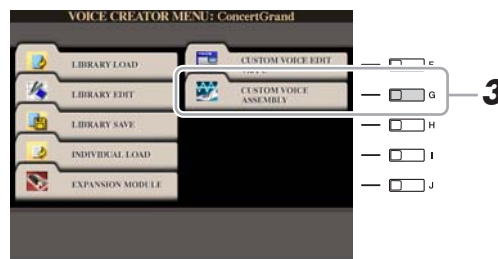 VOICE CREATOR MENU: ConcertGrand
LIBRARY LOAD
LIBRARY EDIT
LIBRARY SAVE
INDIVIDUAL LOAD
EXPANSION MODULE
CUSTOM VOICE EDIT
CUSTOM VOICE
ASSEMBLY
F
G
H
I
J
3